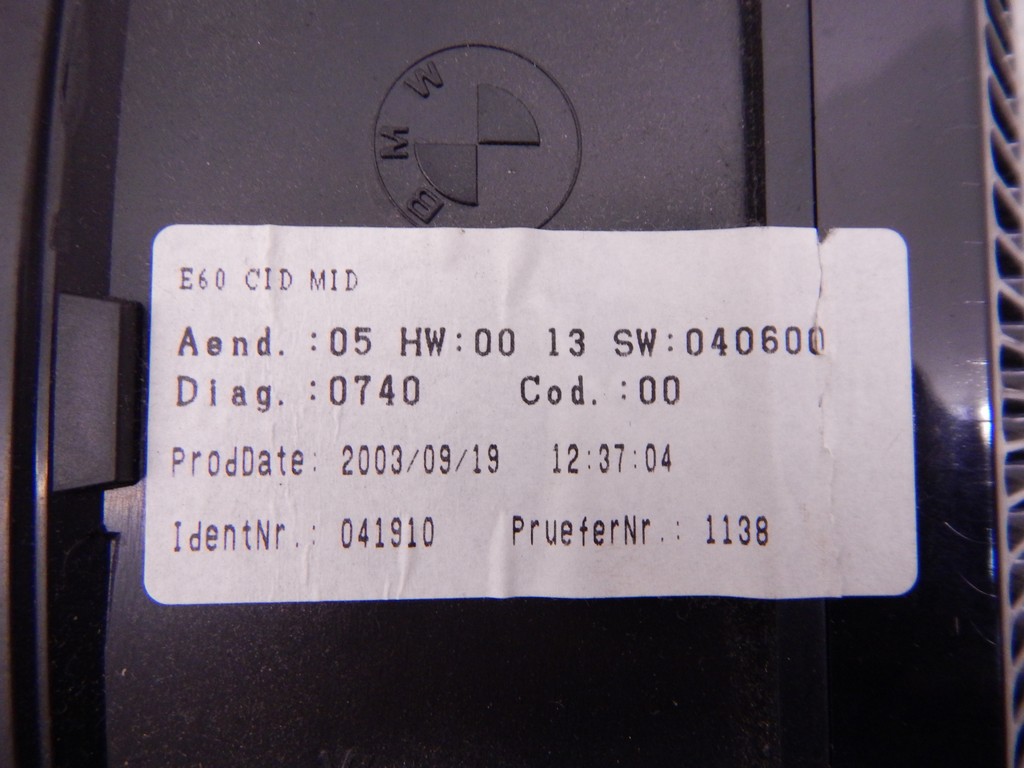 BMW
E60 CID MID
Aend. :05 HW:00 13 SW:040600
Diag. :0740 Cod. :00
ProdDate: 2003/09/19 12:37:04
IdentNr.: 041910 PrueferNr.: 1138